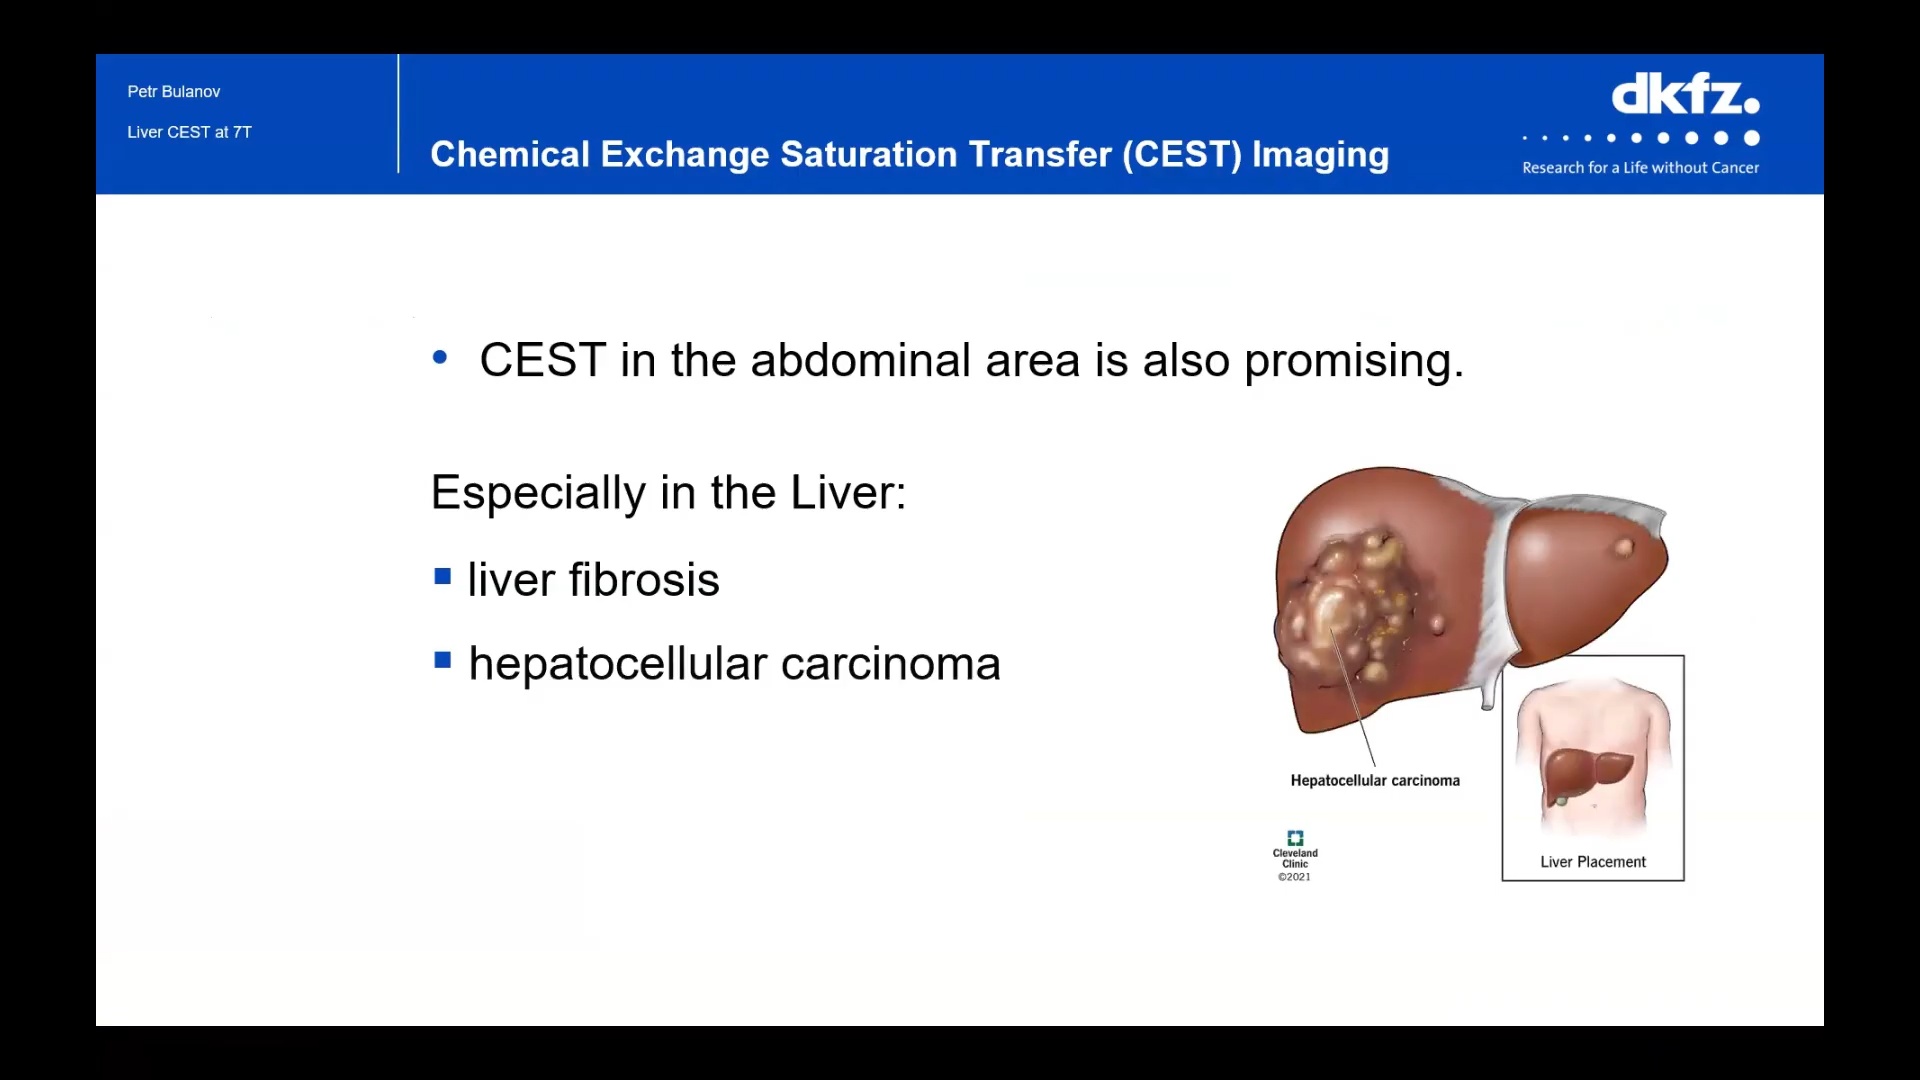 Petr Bulanov
Liver CEST at 7T
Chemical Exchange Saturation Transfer (CEST) Imaging
dkfz.
Research for a Life without Cancer
• CEST in the abdominal area is also promising.
Especially in the Liver:
▪ liver fibrosis
▪ hepatocellular carcinoma
Hepatocellular carcinoma
Cleveland
Clinic
©2021
Liver Placement